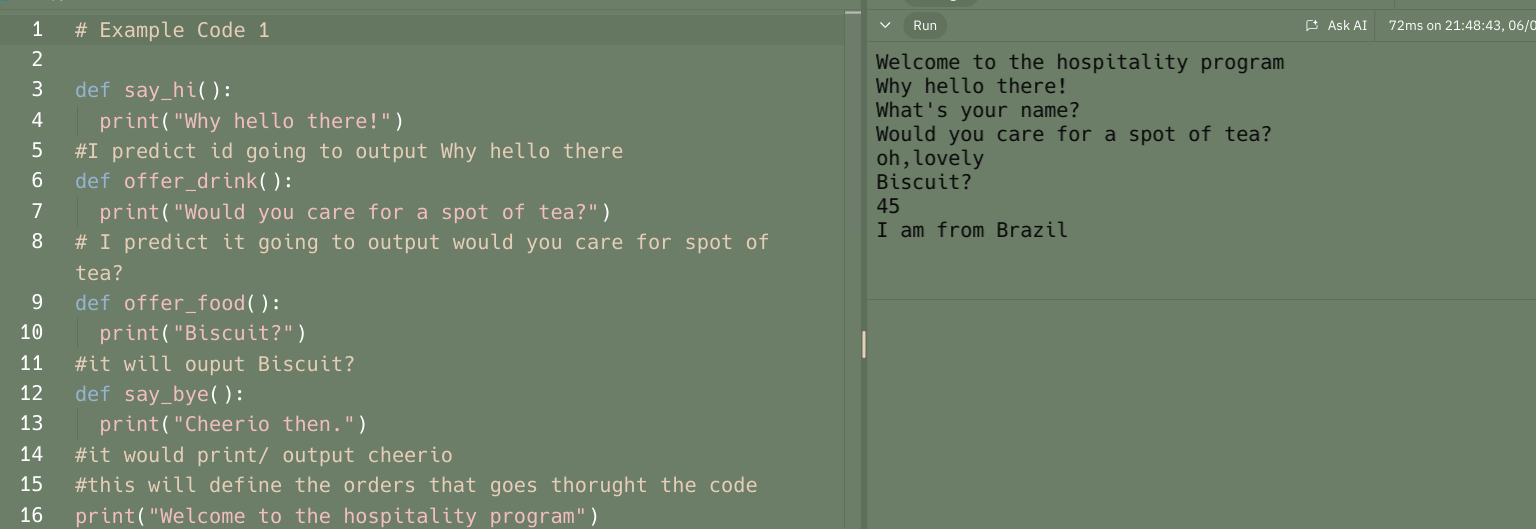 1 # Example Code 1
2
3 def say_hi():
4 print("Why hello there!")
5 #I predict id going to output Why hello there
6 def offer_drink():
7 print("Would you care for a spot of tea?")
8 # I predict it going to output would you care for spot of
tea?
9 def offer_food():
10 print("Biscuit?")
11 #it will ouput Biscuit?
12 def say_bye():
13 print("Cheerio then.")
14 #it would print/ output cheerio
15 #this will define the orders that goes thorught the code
16 print("Welcome to the hospitality program")
Run Ask AI 72ms on 21:48:43, 06/0
Welcome to the hospitality program
Why hello there!
What's your name?
Would you care for a spot of tea?
oh,lovely
Biscuit?
45
I am from Brazil